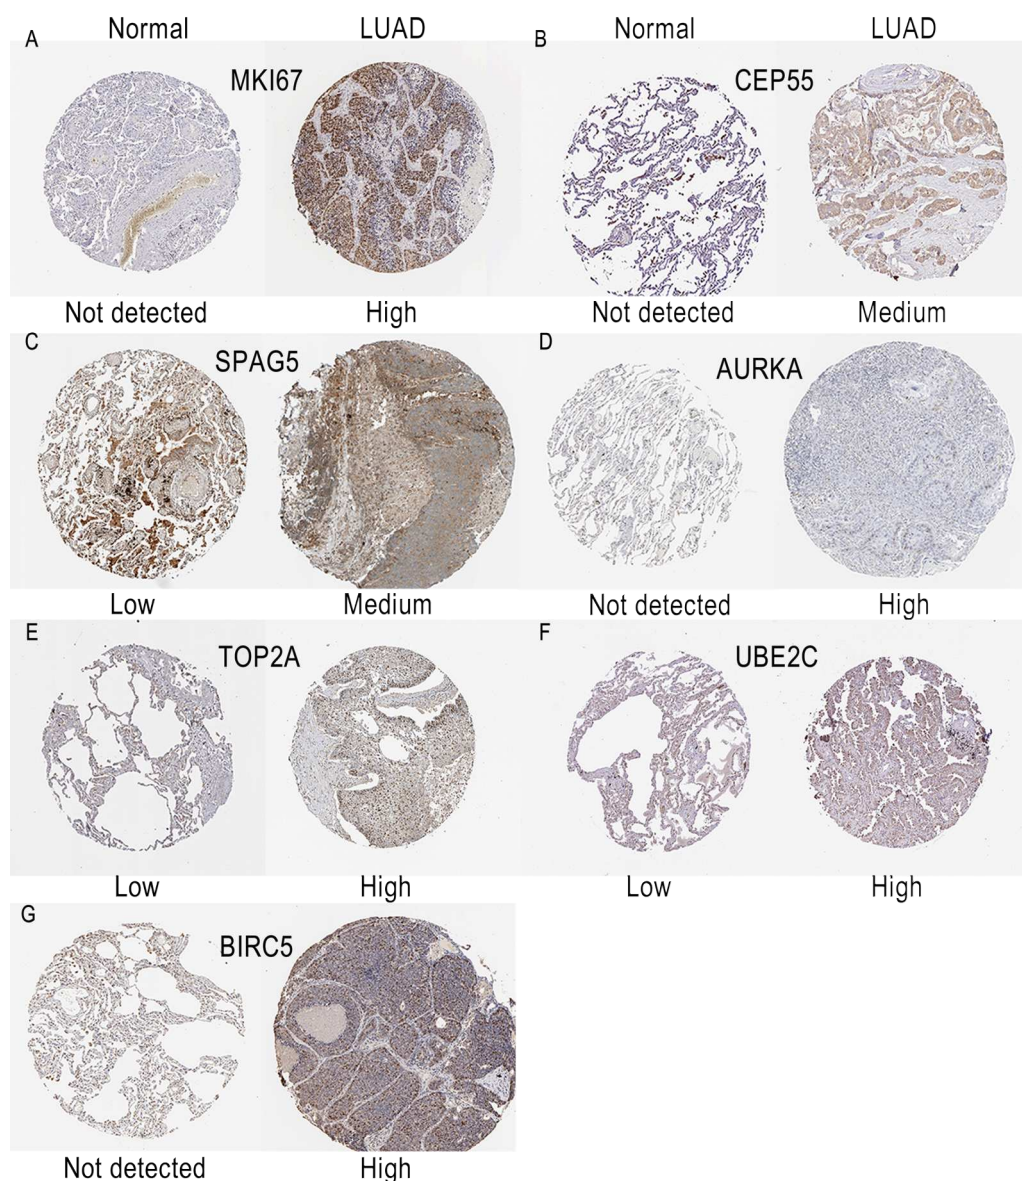 A Normal LUAD
MKI67
Not detected High
B Normal LUAD
CEP55
Not detected Medium
C
SPAG5
Low Medium
D
AURKA
Not detected High
E
TOP2A
Low High
F
UBE2C
Low High
G
BIRC5
Not detected High